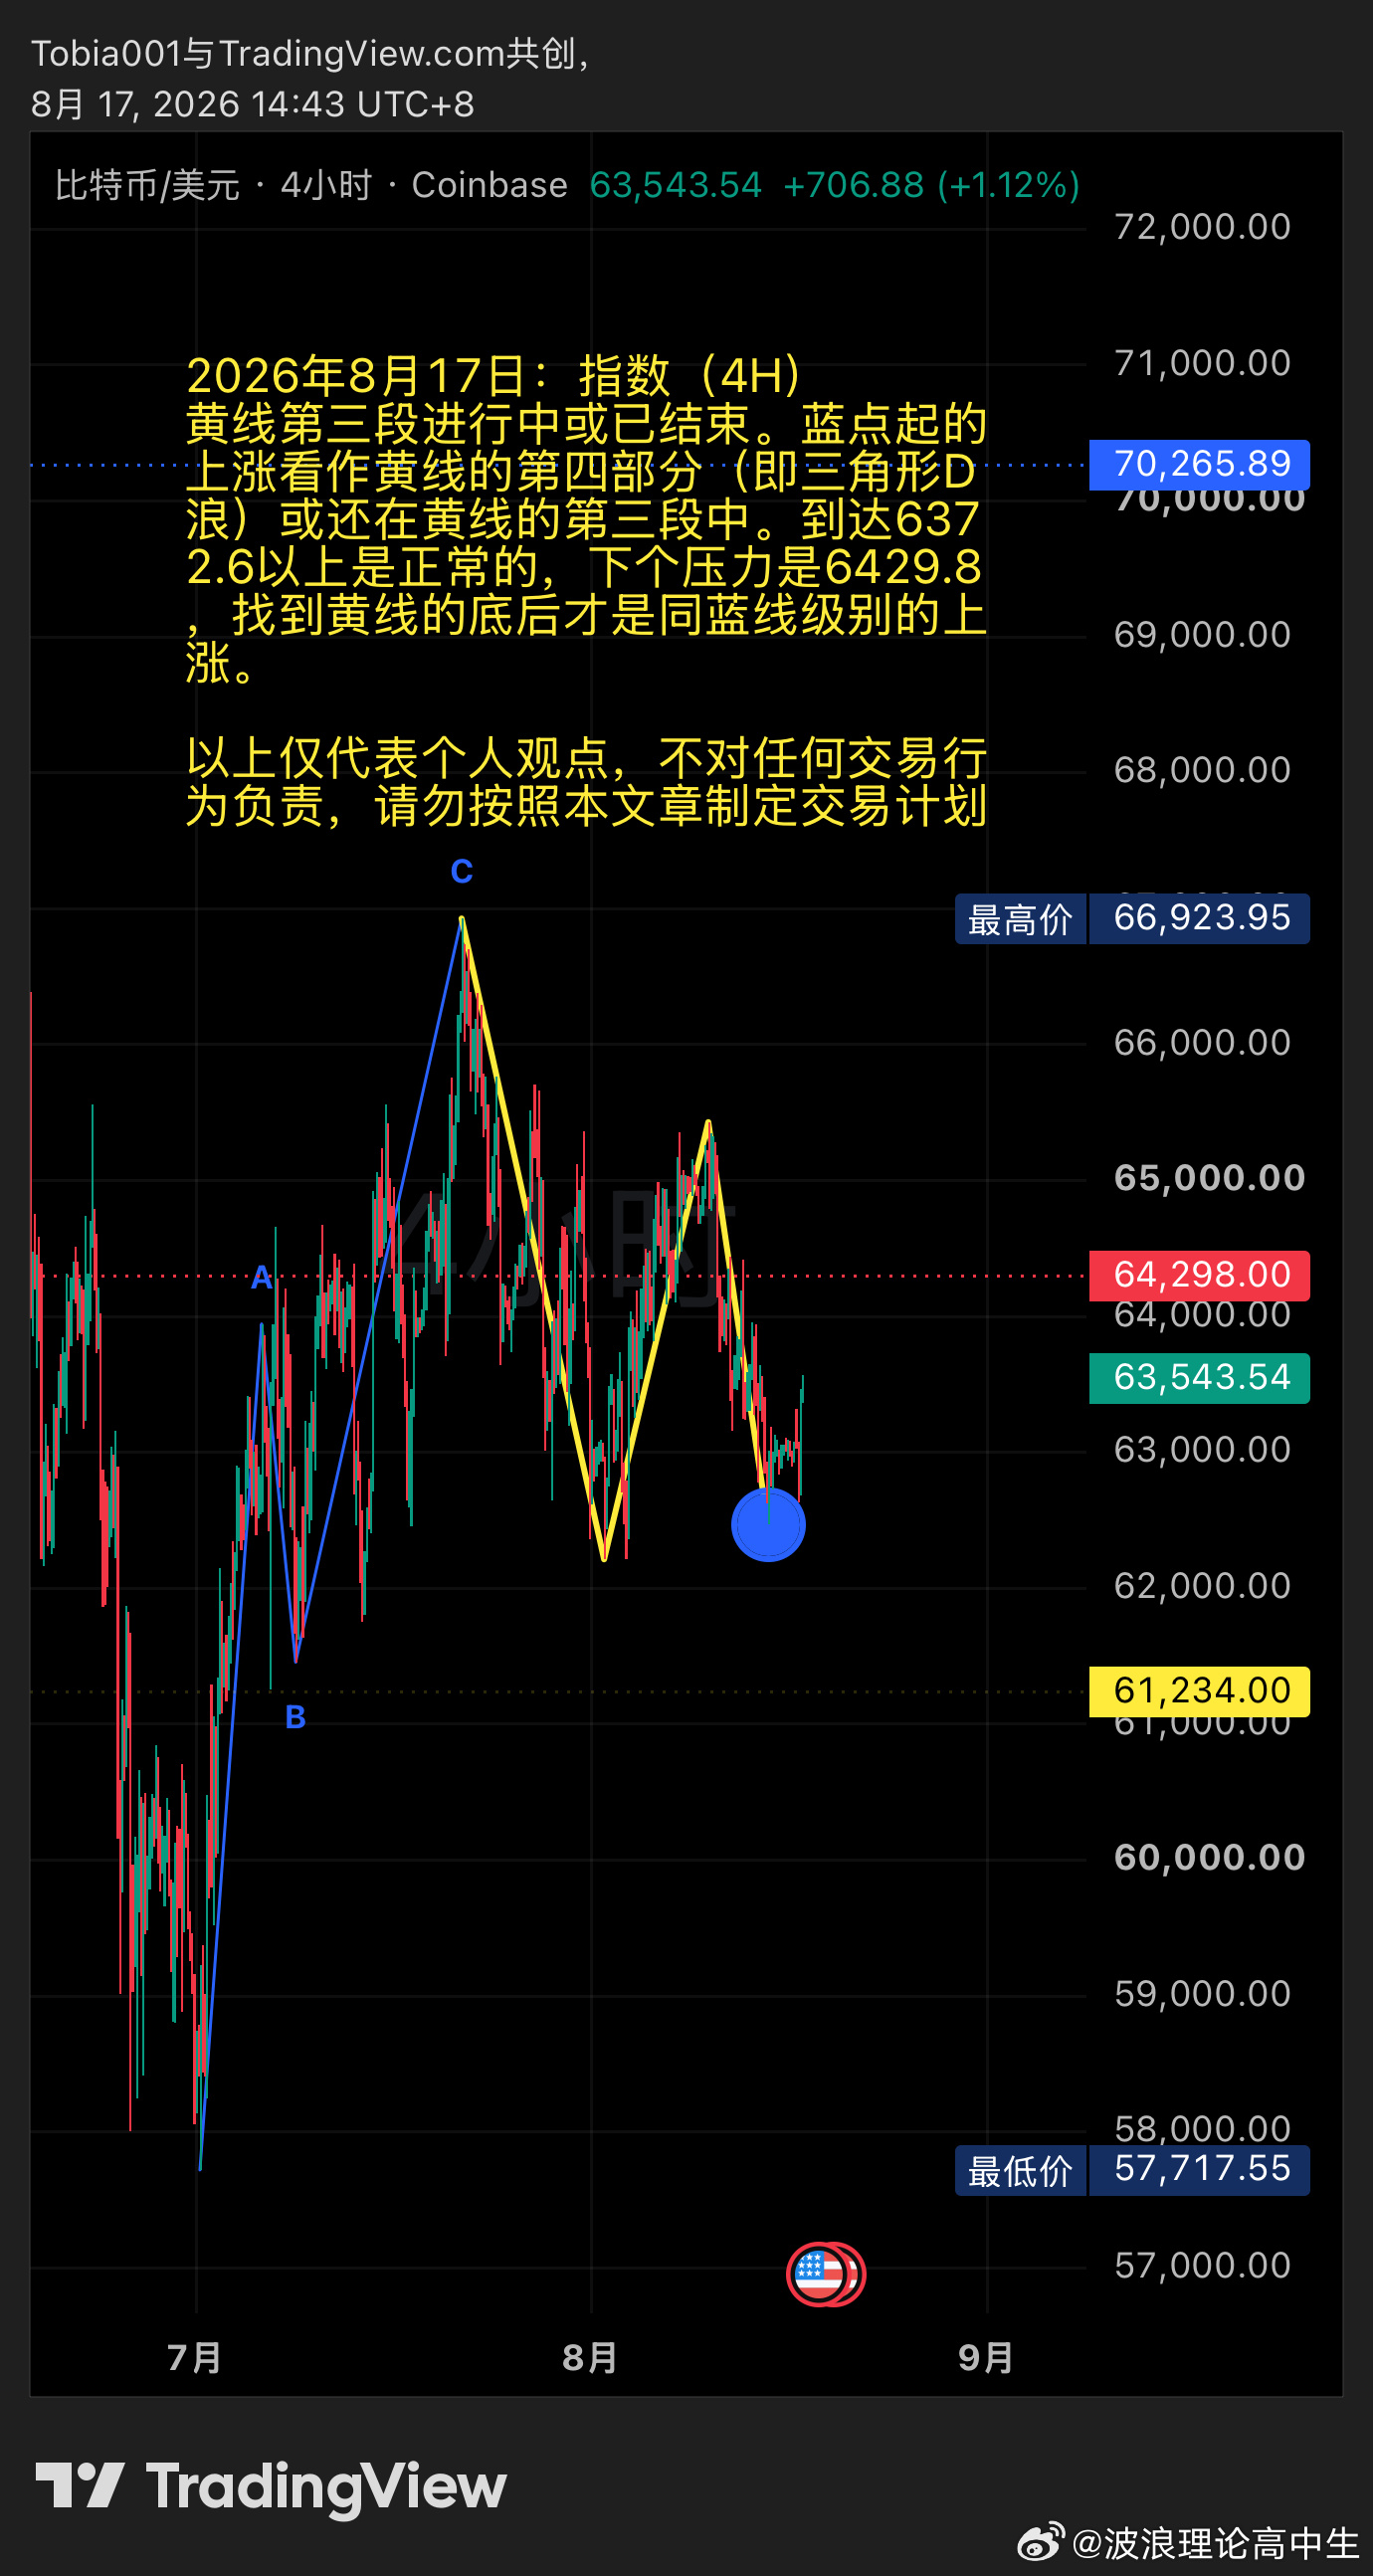 Tobia001与TradingView.com共创,
8月 17, 2026 14:43 UTC+8
比特币/美元 · 4小时 · Coinbase 63,543.54 +706.88 (+1.12%)
72,000.00
2026年8月17日：指数（4H）
71,000.00
黄线第三段进行中或已结束。蓝点起的
上涨看作黄线的第四部分（即三角形D
70,265.89
70,000.00
浪）或还在黄线的第三段中。到达637
2.6以上是正常的，下个压力是6429.8
，找到黄线的底后才是同蓝线级别的上
69,000.00
涨。
以上仅代表个人观点，不对任何交易行
68,000.00
为负责，请勿按照本文章制定交易计划
C
最高价 66,923.95
66,000.00
65,000.00
4小时
A
64,298.00
64,000.00
63,543.54
63,000.00
62,000.00
61,234.00
B
61,000.00
60,000.00
59,000.00
58,000.00
最低价 57,717.55
57,000.00
7月 8月 9月
TradingView
@波浪理论高中生